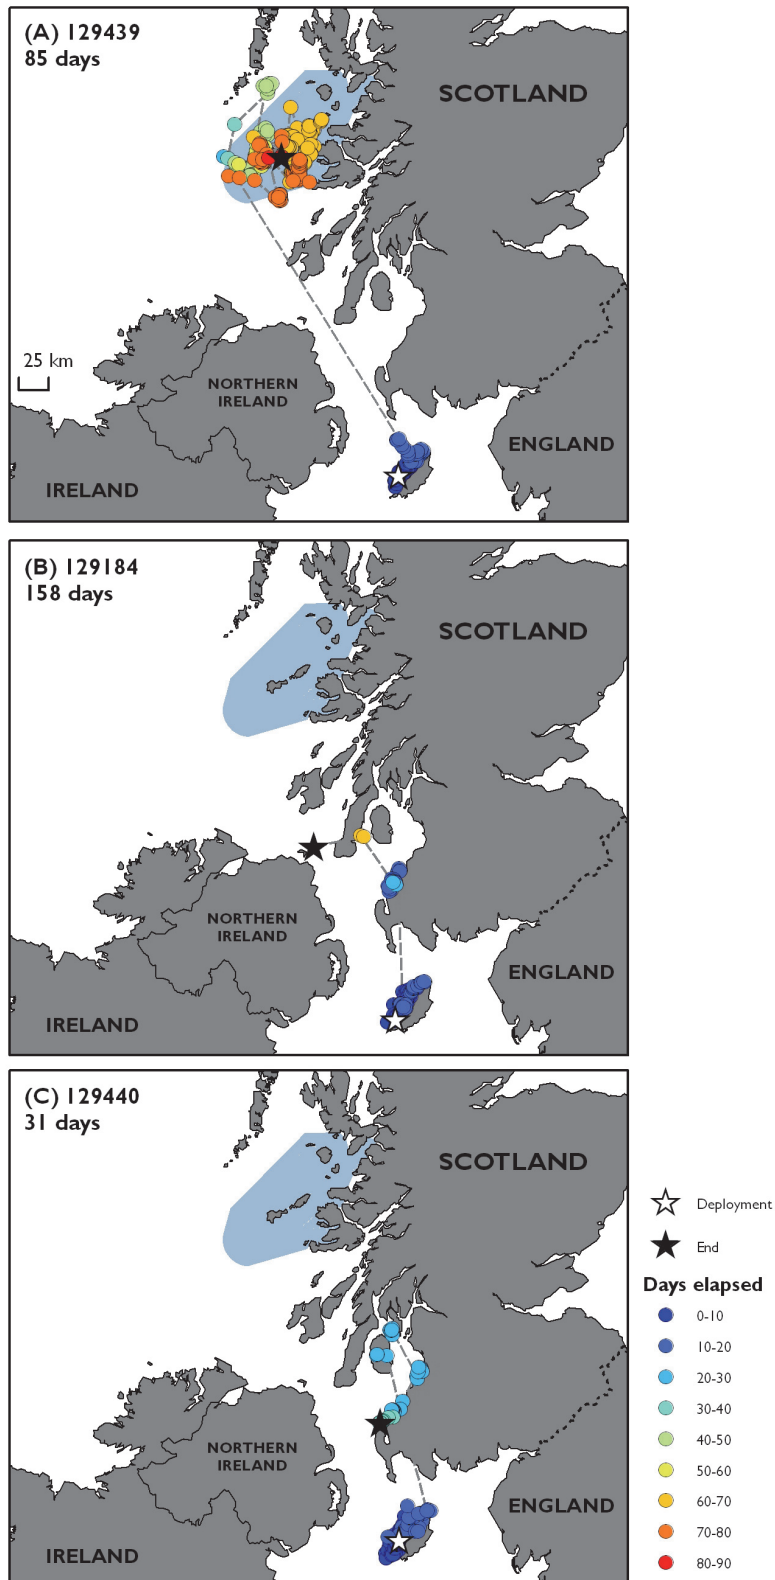 (A) 129439
85 days
SCOTLAND
25 km
NORTHERN
IRELAND
ENGLAND
IRELAND
(B) 129184
158 days
SCOTLAND
NORTHERN
IRELAND
ENGLAND
IRELAND
(C) 129440
31 days
SCOTLAND
Deployment
End
Days elapsed
0-10
10-20
20-30
30-40
40-50
50-60
60-70
70-80
80-90
NORTHERN
IRELAND
ENGLAND
IRELAND